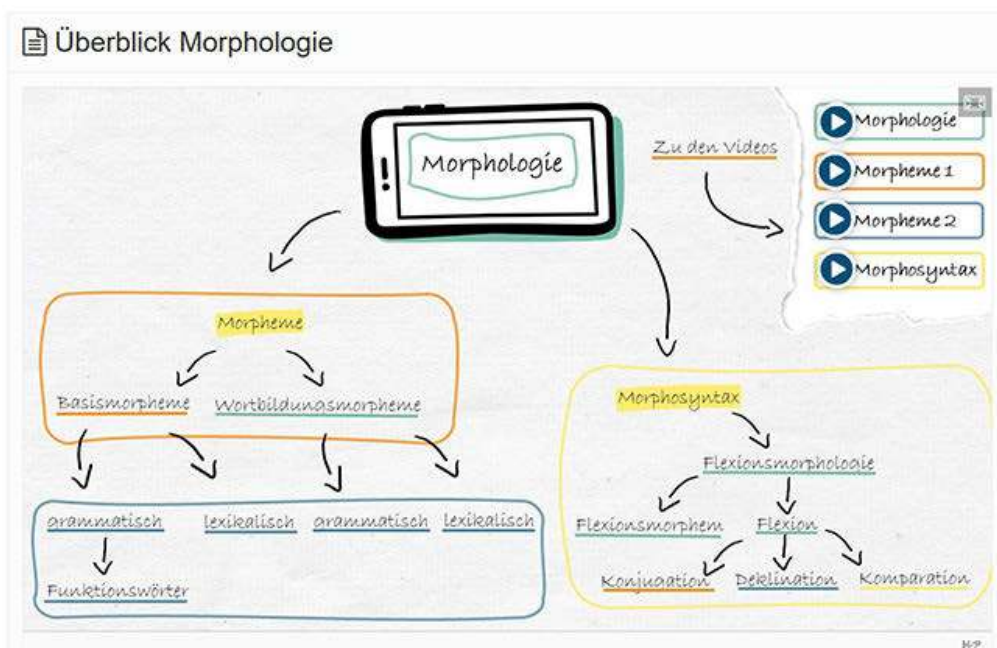 Überblick Morphologie
Morphologie
Zu den Videos
Morphologie
Morpheme 1
Morpheme 2
Morphosyntax
Morpheme
Basismorpheme Wortbildungsmorpheme
grammatisch lexikalisch grammatisch lexikalisch
Funktionswörter
Morphosyntax
Flexionsmorphologie
Flexionsmorphem Flexion
Konjugation Deklination Komparation
H-P